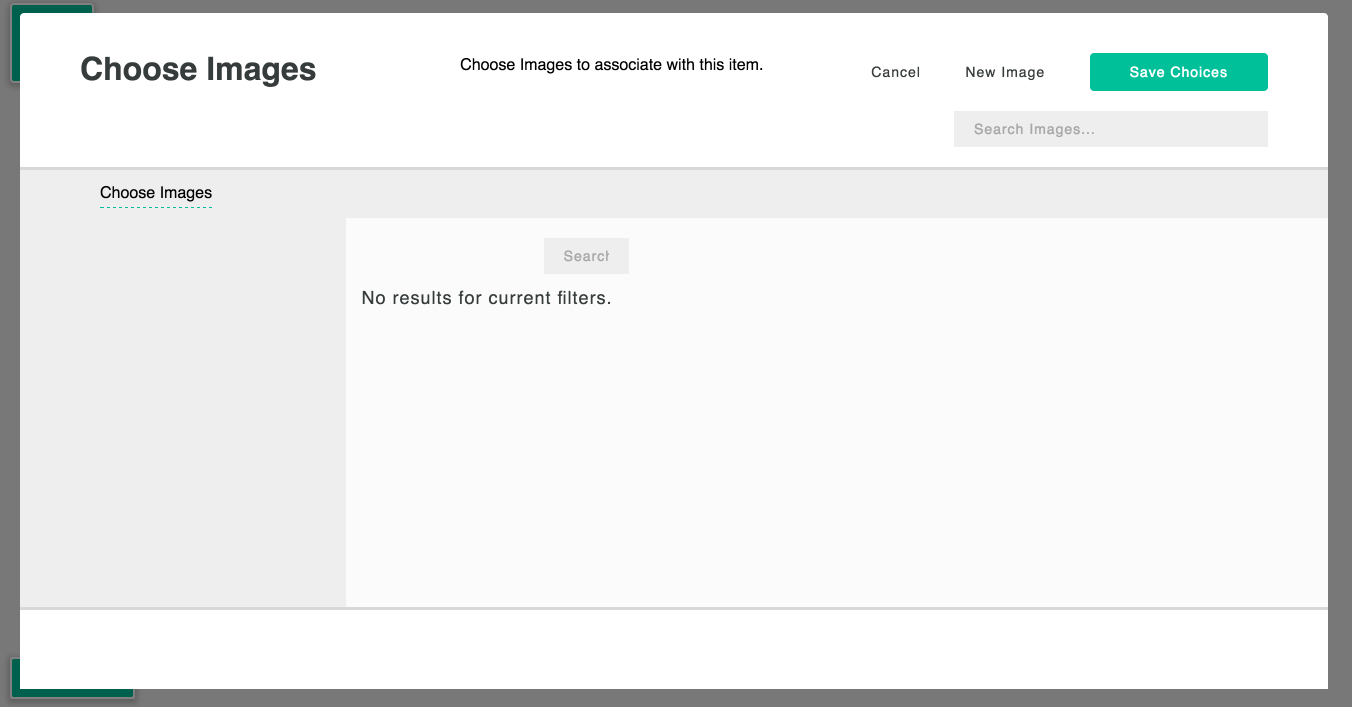 Choose Images
Choose Images to associate with this item.
Cancel
New Image
Save Choices
Search Images...
Choose Images
Search
No results for current filters.